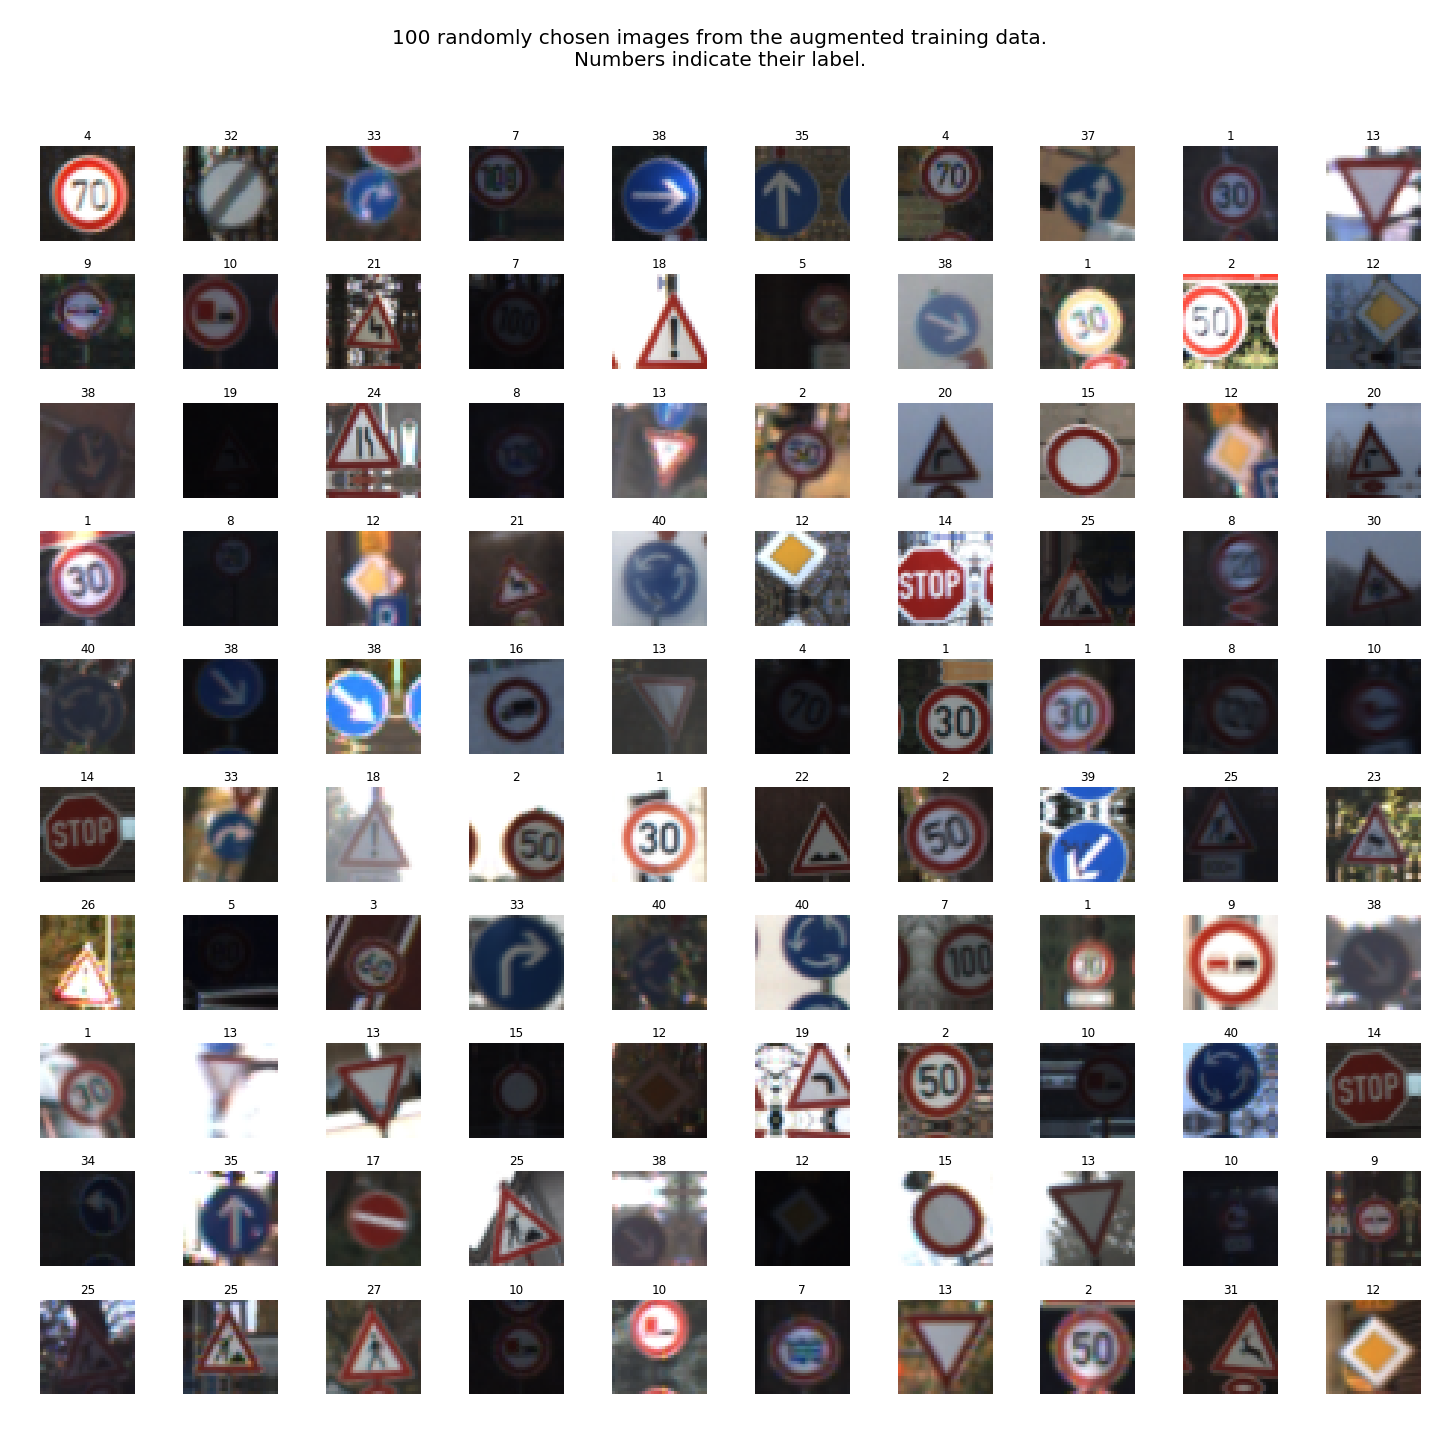 100 randomly chosen images from the augmented training data.
Numbers indicate their label.
4 32 33 7 38 35 4 37 1 13
70 70 30
9 10 21 7 18 5 38 1 2 12
100 30 50
38 19 24 8 13 2 20 15 12 20
50
1 8 12 21 40 12 14 25 8 30
30 STOP
40 38 38 16 13 4 1 1 8 10
70 30 30
14 33 18 2 1 22 2 39 25 23
STOP 50 30 50
26 5 3 33 40 40 7 1 9 38
100
1 13 13 15 12 19 2 10 40 14
30 50 STOP
34 35 17 25 38 12 15 13 10 9
25 25 27 10 10 7 13 2 31 12
50